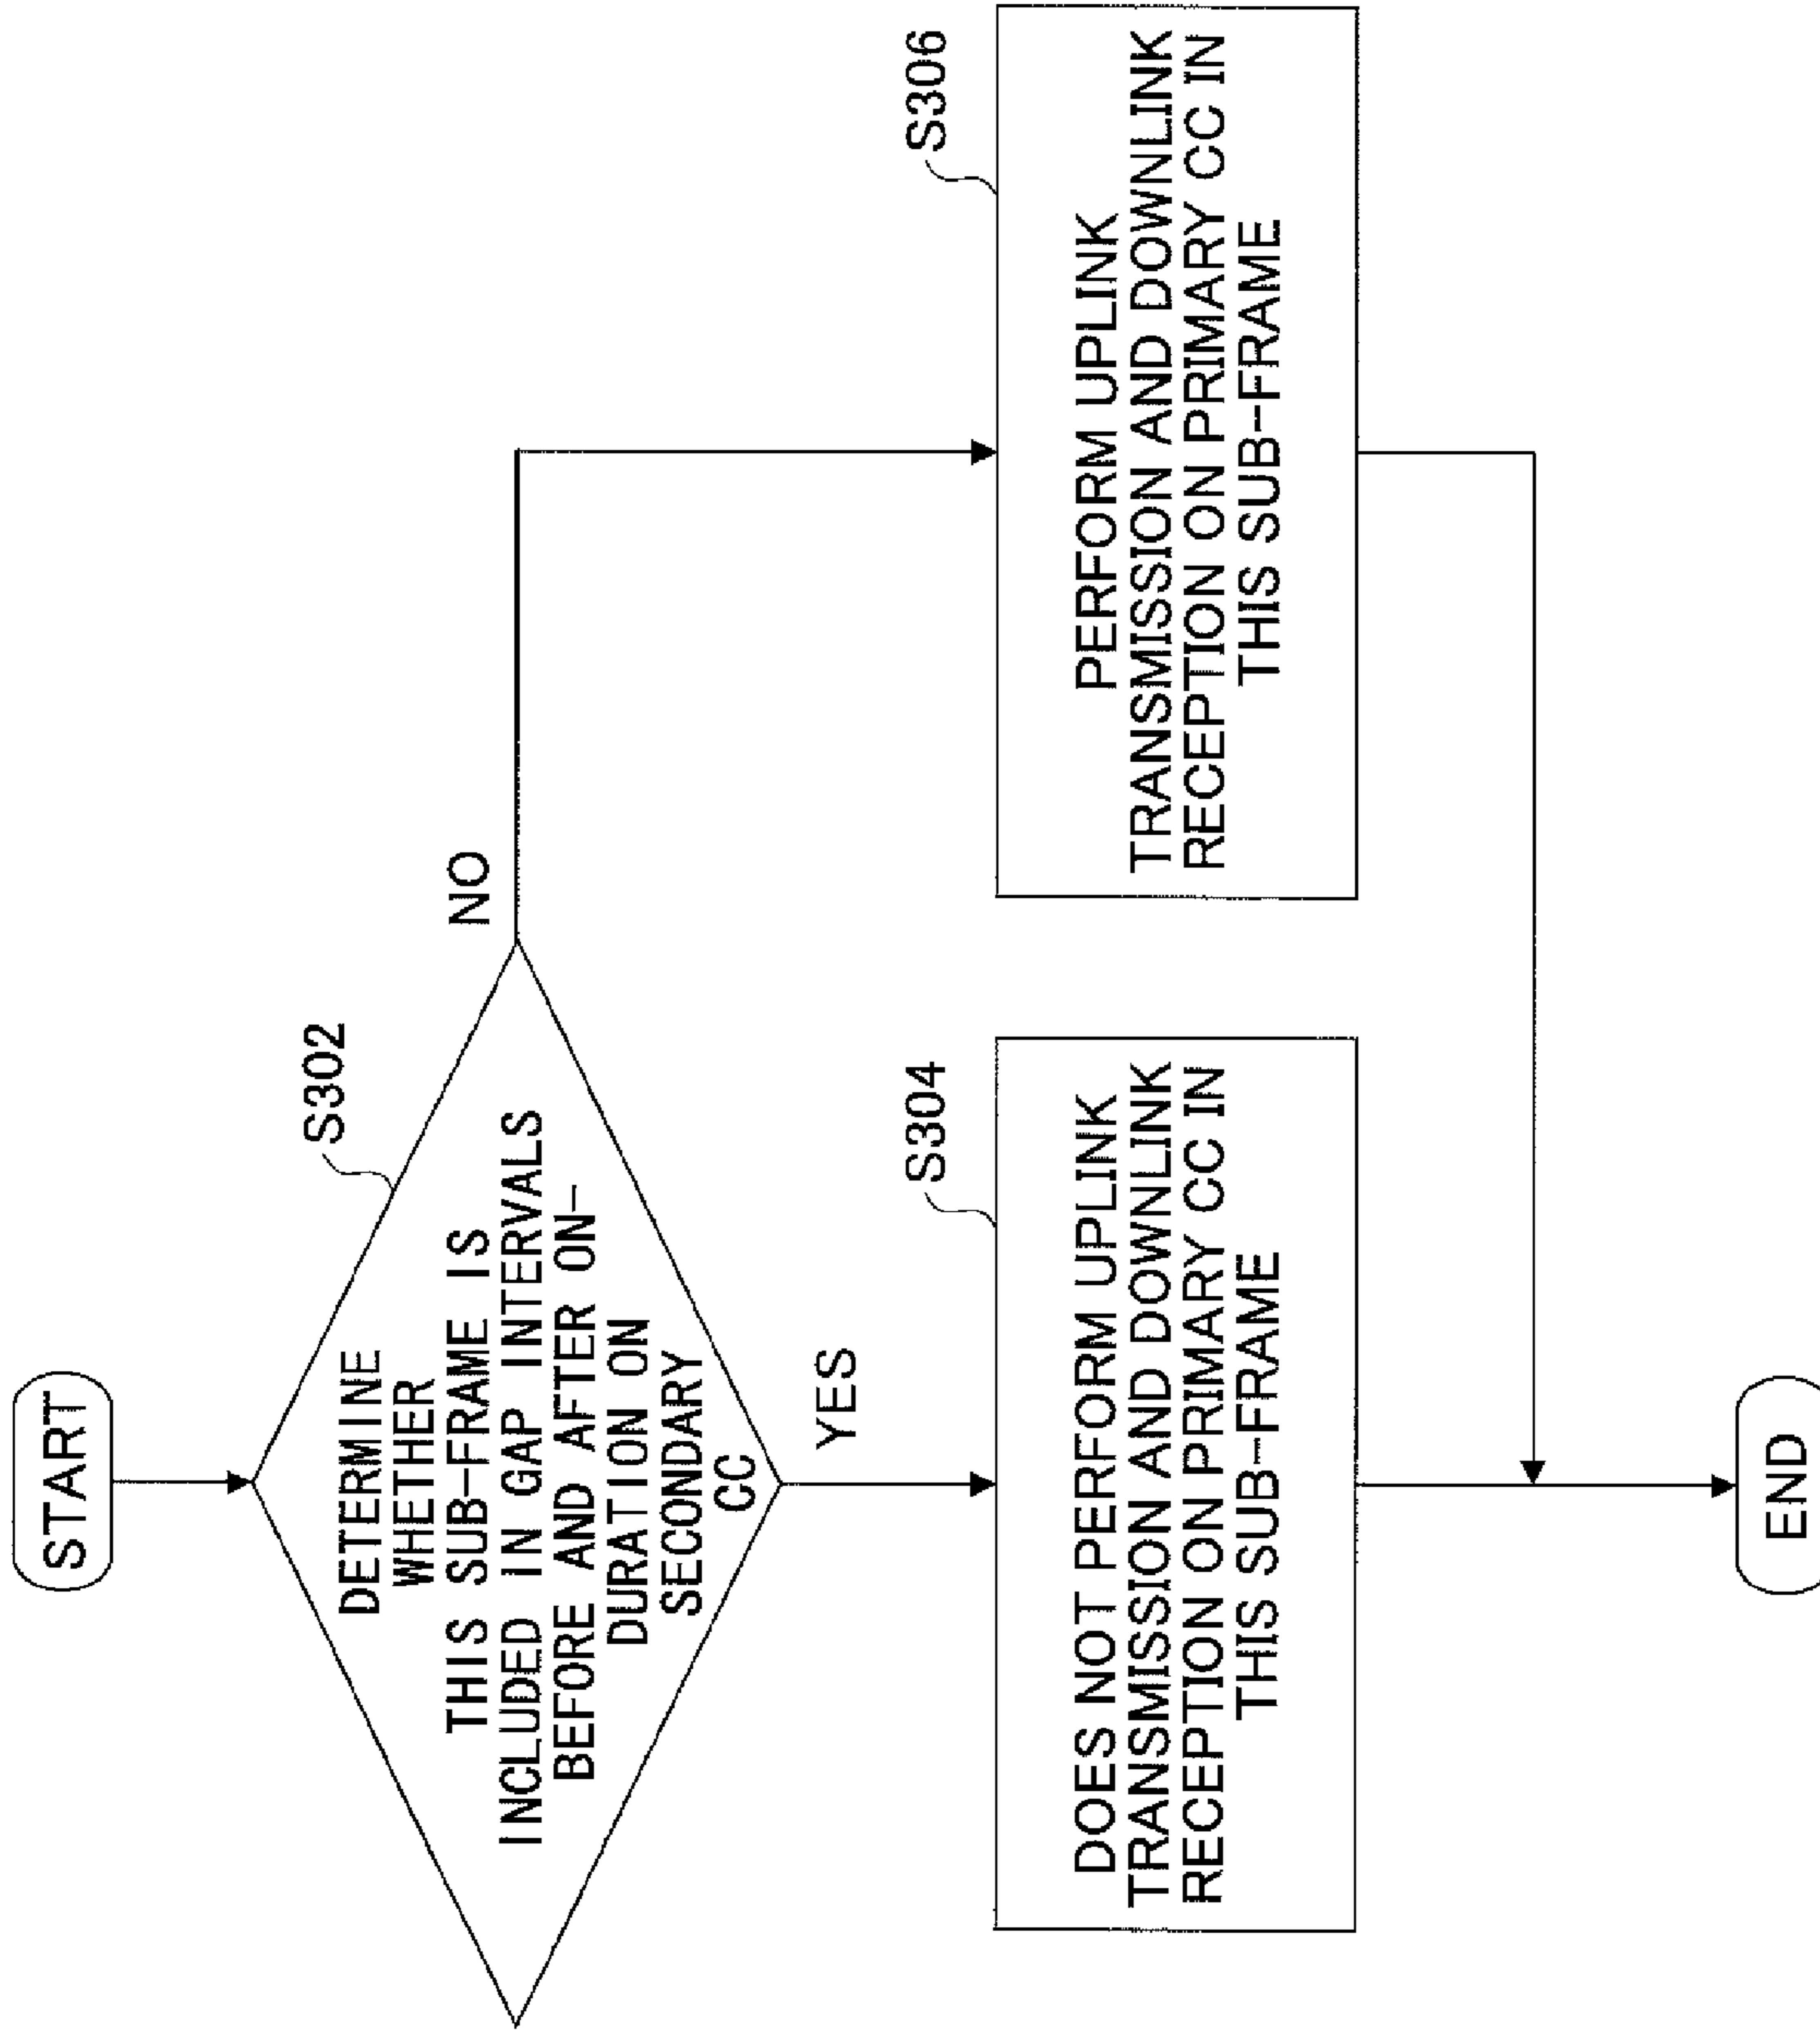 START
S302
DETERMINE
WHETHER
THIS SUB-FRAME IS
INCLUDED IN GAP INTERVALS
BEFORE AND AFTER ON-
DURATION ON
SECONDARY
CC
NO
YES
S304
DOES NOT PERFORM UPLINK
TRANSMISSION AND DOWNLINK
RECEPTION ON PRIMARY CC IN
THIS SUB-FRAME
S306
PERFORM UPLINK
TRANSMISSION AND DOWNLINK
RECEPTION ON PRIMARY CC IN
THIS SUB-FRAME
END